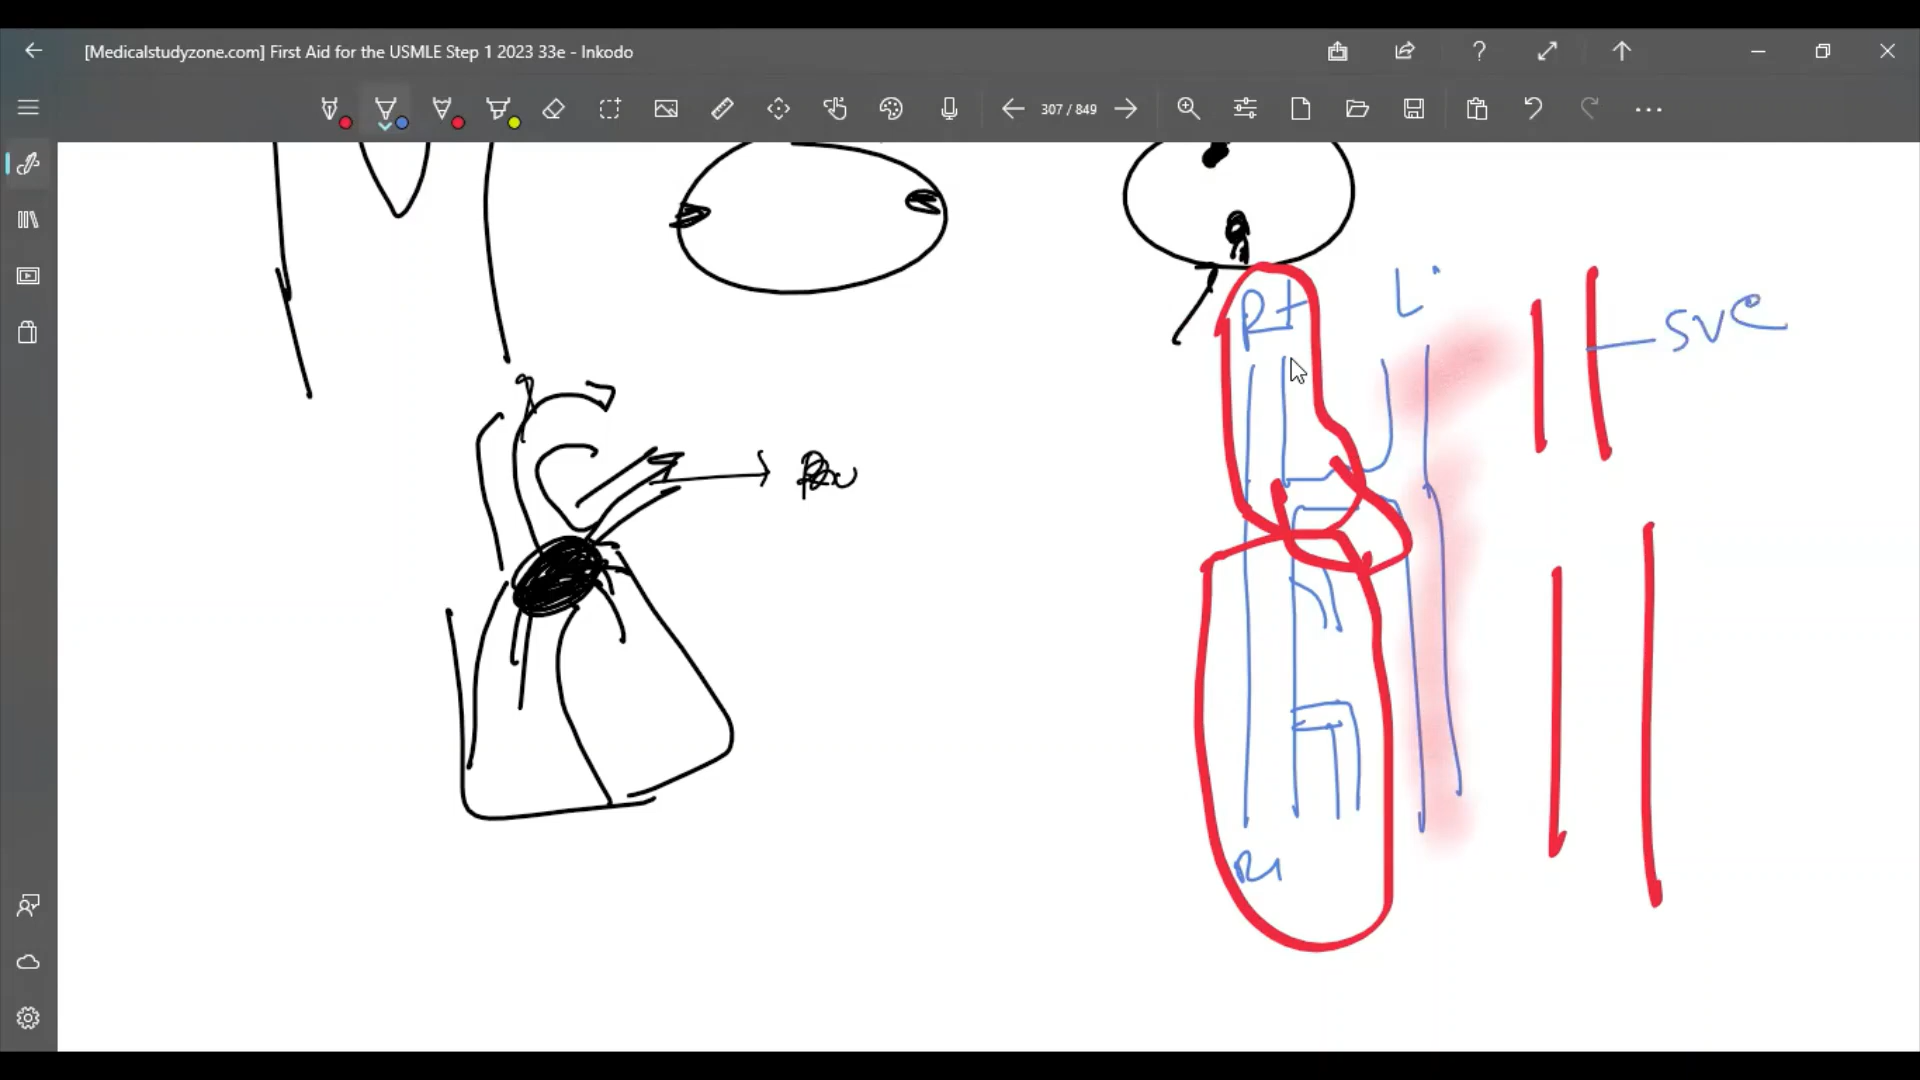 [Medicalstudyzone.com] First Aid for the USMLE Step 1 2023 33e - Inkodo
307 / 849
Rt L
SVC